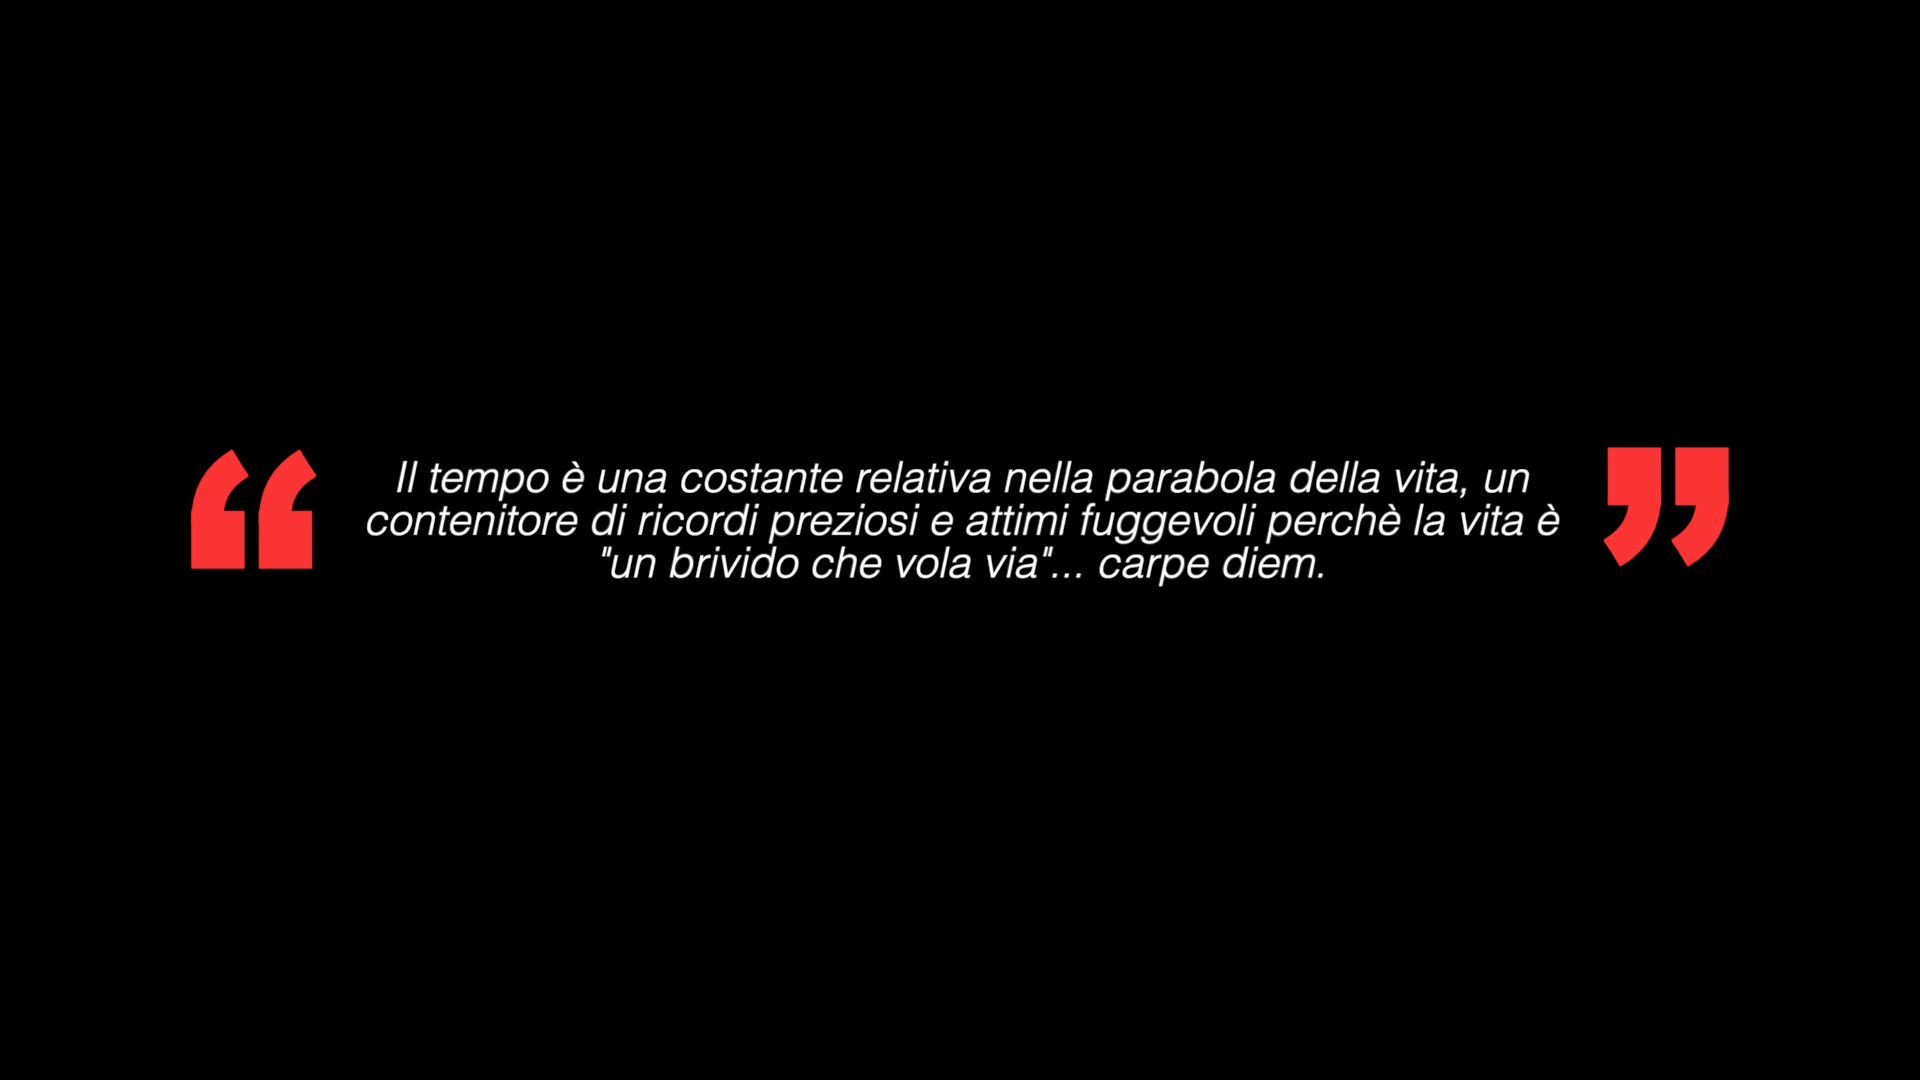 “ Il tempo è una costante relativa nella parabola della vita, un
contenitore di ricordi preziosi e attimi fuggevoli perchè la vita è
"un brivido che vola via"... carpe diem. ”